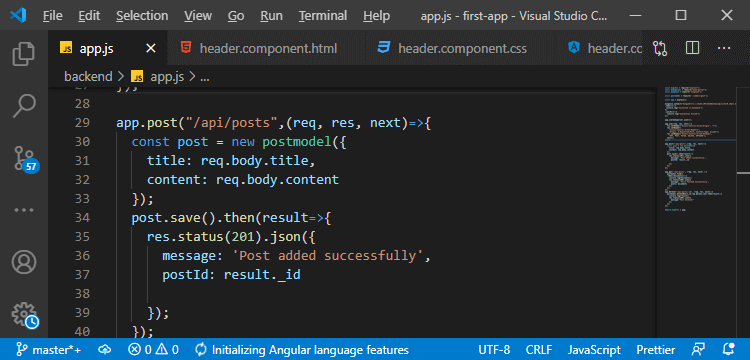 File Edit Selection View Go Run Terminal Help app.js - first-app - Visual Studio C...
JS app.js header.component.html header.component.css header.co
backend > JS app.js > ...
27 });
28
29 app.post("/api/posts",(req, res, next)=>{
30 const post = new postmodel({
31 title: req.body.title,
32 content: req.body.content
33 });
34 post.save().then(result=>{
35 res.status(201).json({
36 message: 'Post added successfully',
37 postId: result._id
38
39 });
40 });
57
master*+ 0 0 Initializing Angular language features UTF-8 CRLF JavaScript Prettier